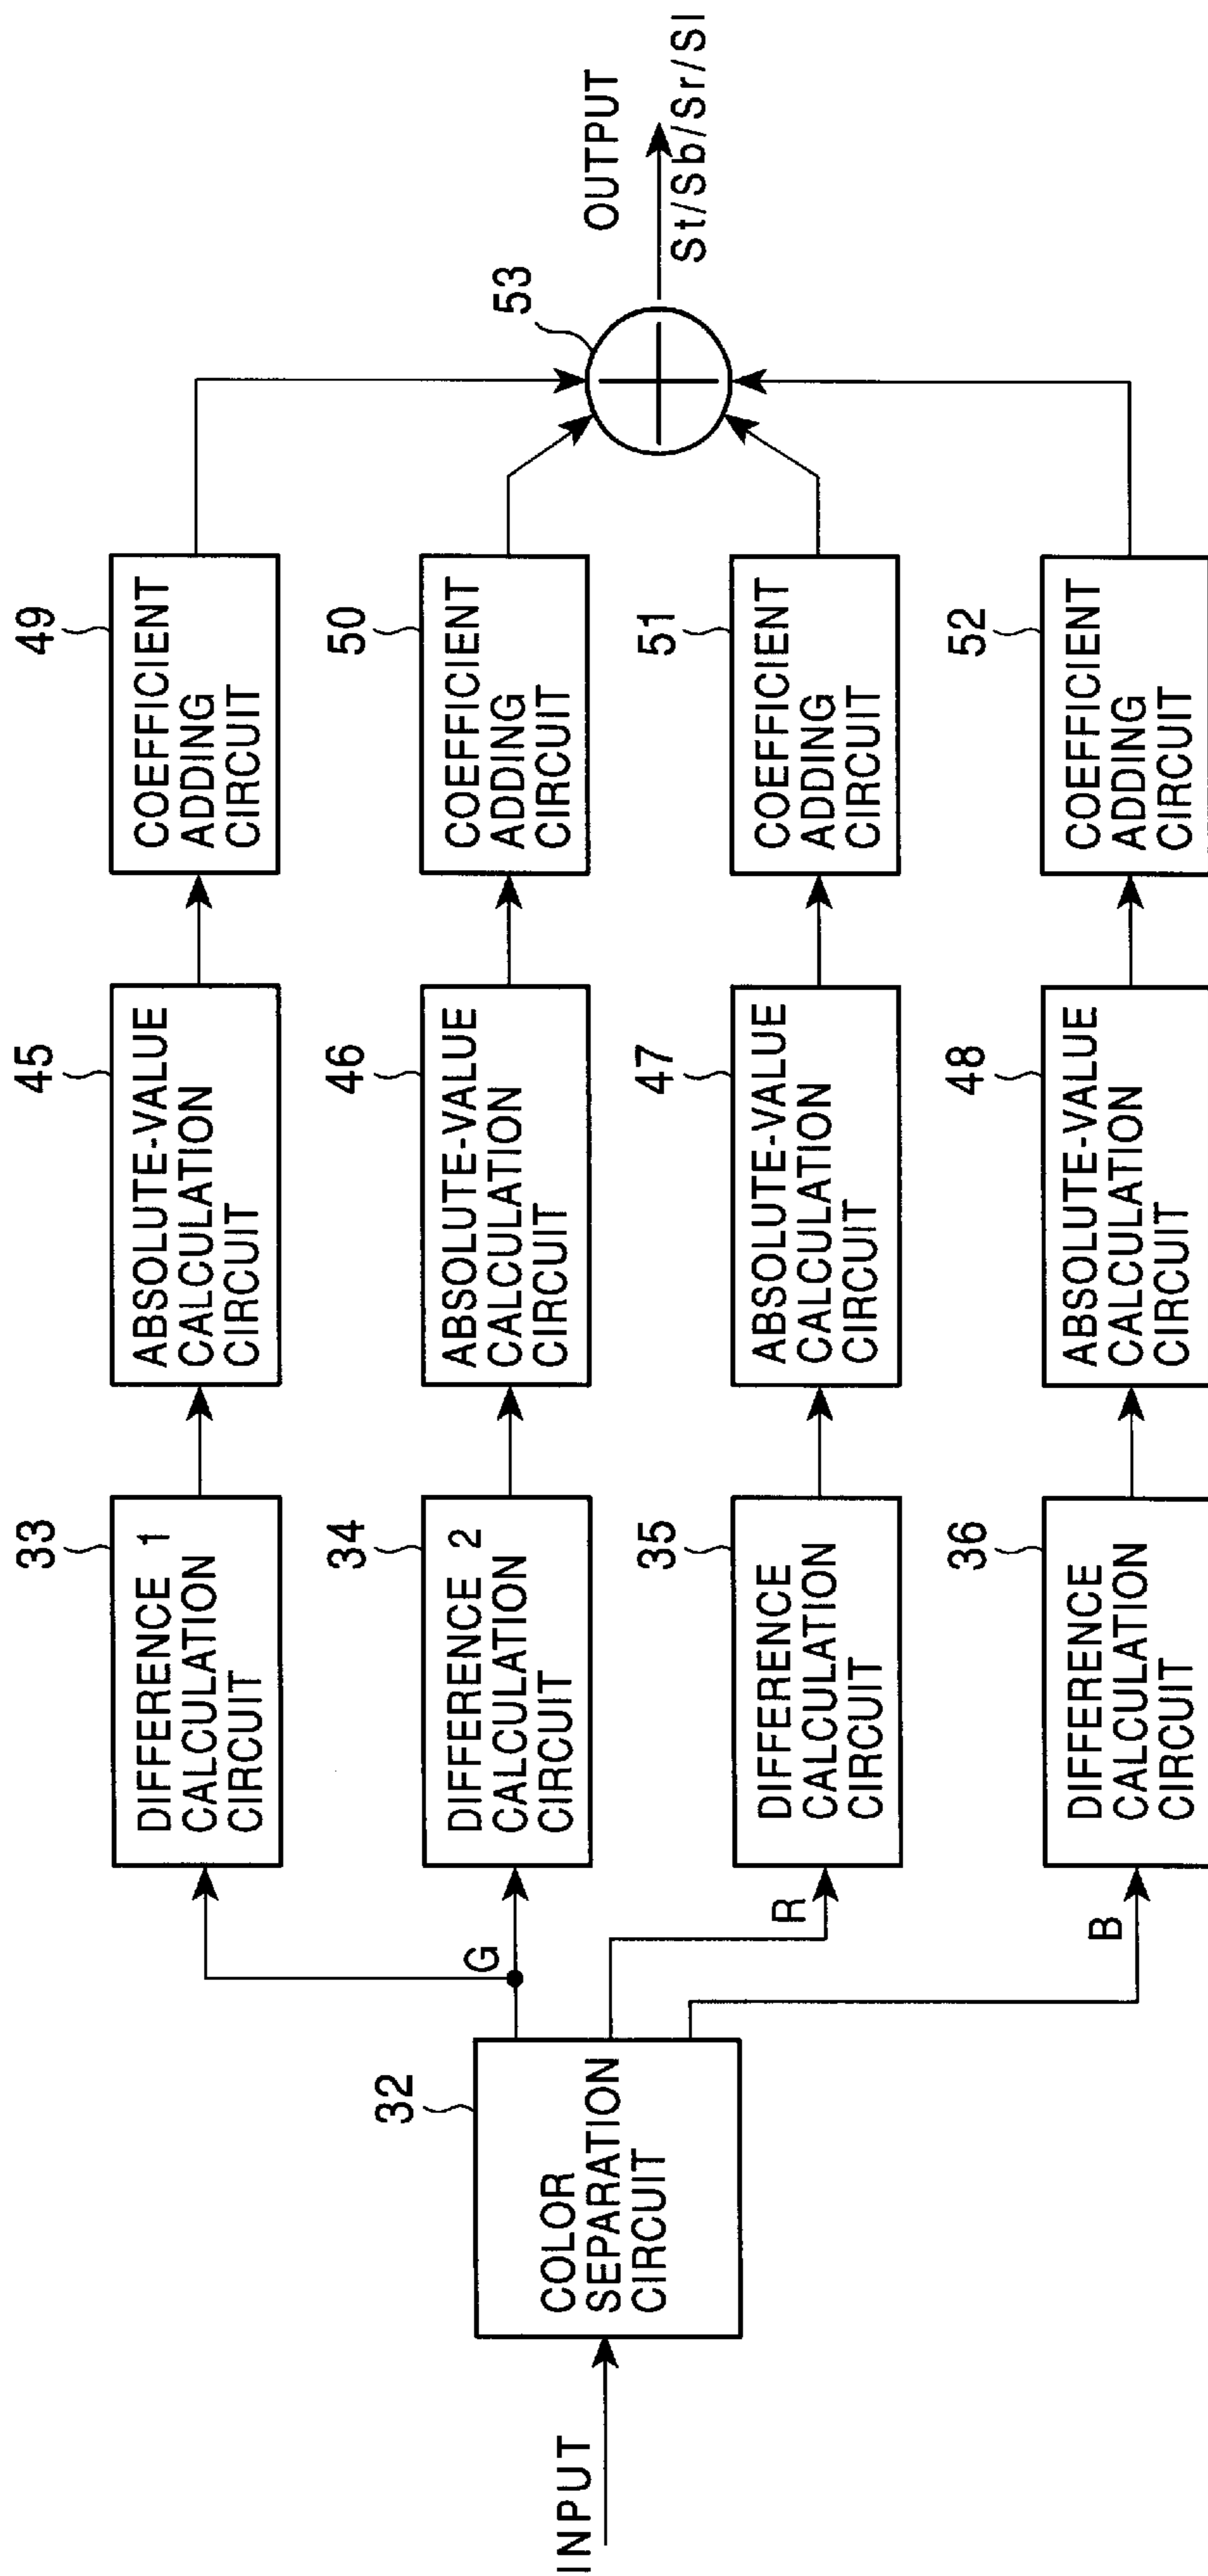 INPUT
32
COLOR
SEPARATION
CIRCUIT
G
R
B
33
DIFFERENCE 1
CALCULATION
CIRCUIT
45
ABSOLUTE-VALUE
CALCULATION
CIRCUIT
49
COEFFICIENT
ADDING
CIRCUIT
34
DIFFERENCE 2
CALCULATION
CIRCUIT
46
ABSOLUTE-VALUE
CALCULATION
CIRCUIT
50
COEFFICIENT
ADDING
CIRCUIT
35
DIFFERENCE
CALCULATION
CIRCUIT
47
ABSOLUTE-VALUE
CALCULATION
CIRCUIT
51
COEFFICIENT
ADDING
CIRCUIT
36
DIFFERENCE
CALCULATION
CIRCUIT
48
ABSOLUTE-VALUE
CALCULATION
CIRCUIT
52
COEFFICIENT
ADDING
CIRCUIT
53
OUTPUT
St/Sb/Sr/Sl